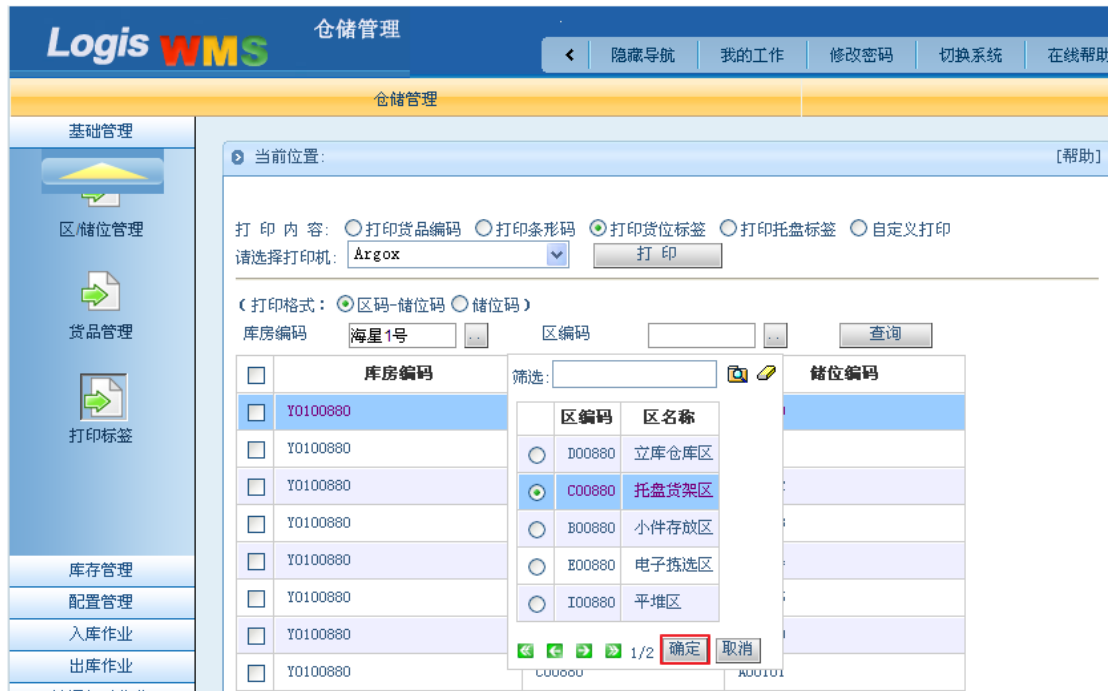 Logis WMS
仓储管理
隐藏导航 我的工作 修改密码 切换系统 在线帮助
仓储管理
基础管理
当前位置: [帮助]
区/储位管理
打 印 内 容: 打印货品编码 打印条形码 打印货位标签 打印托盘标签 自定义打印
请选择打印机: Argox 打 印
(打印格式: 区码-储位码 储位码)
货品管理
库房编码 海星1号 .. 区编码 .. 查询
库房编码 储位编码
筛选:
打印标签
区编码 区名称
Y0100880
Y0100880
D00880 立库仓库区
Y0100880
C00880 托盘货架区
Y0100880
B00880 小件存放区
Y0100880
E00880 电子拣选区
Y0100880
I00880 平堆区
Y0100880
1/2 确定 取消
Y0100880 C00880 A00101
库存管理
配置管理
入库作业
出库作业